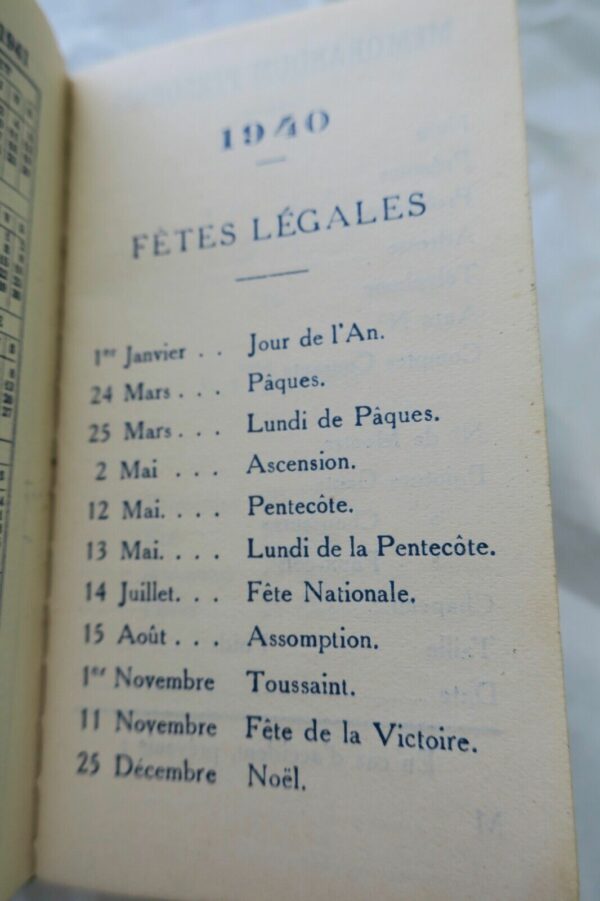 1940
FÊTES LÉGALES
1er Janvier . . Jour de l'An.
24 Mars . . . Pâques.
25 Mars . . . Lundi de Pâques.
2 Mai . . . Ascension.
12 Mai. . . . Pentecôte.
13 Mai. . . . Lundi de la Pentecôte.
14 Juillet. . . Fête Nationale.
15 Août . . . Assomption.
1er Novembre Toussaint.
11 Novembre Fête de la Victoire.
25 Décembre Noël.